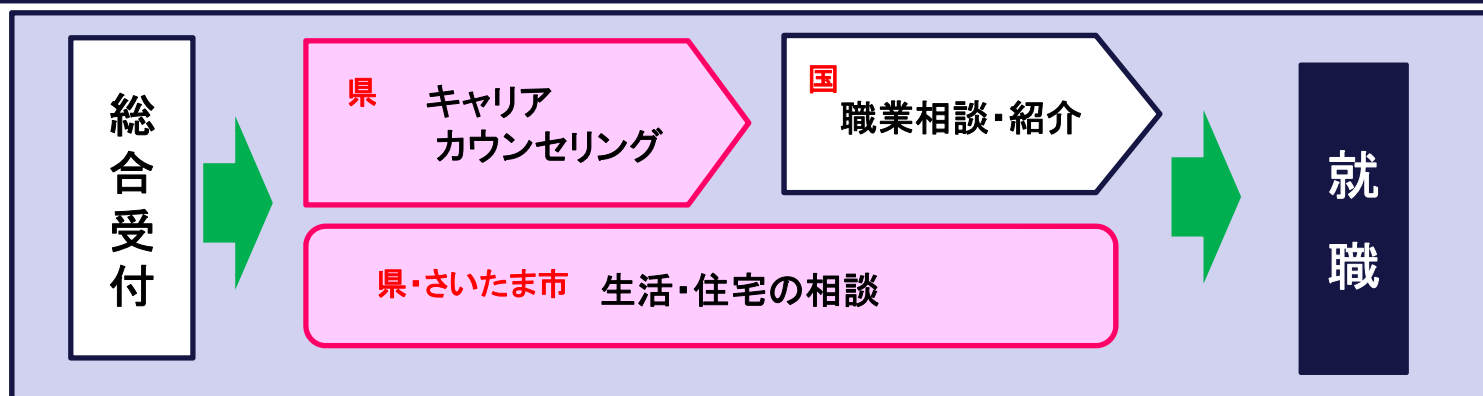 総合受付
県
キャリア
カウンセリング
国
職業相談・紹介
県・さいたま市 生活・住宅の相談
就職